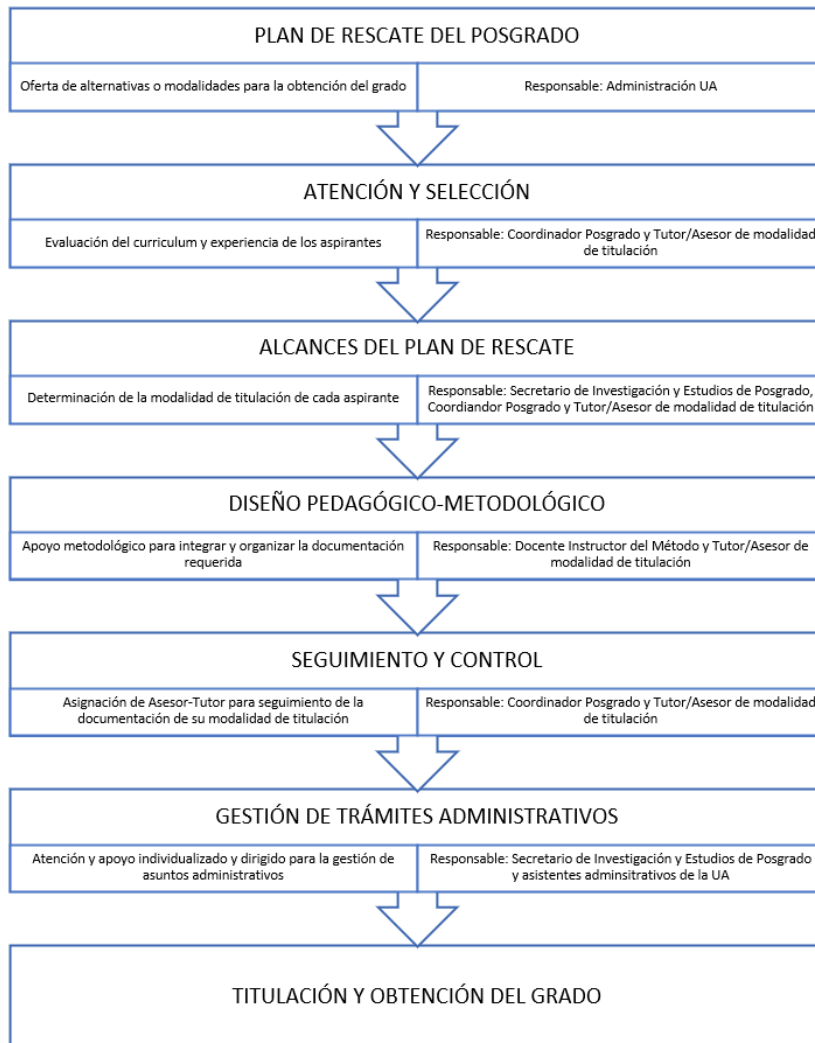 PLAN DE RESCATE DEL POSGRADO
Oferta de alternativas o modalidades para la obtención del grado
Responsable: Administración UA
ATENCIÓN Y SELECCIÓN
Evaluación del curriculum y experiencia de los aspirantes
Responsable: Coordinador Posgrado y Tutor/Asesor de modalidad
de titulación
ALCANCES DEL PLAN DE RESCATE
Determinación de la modalidad de titulación de cada aspirante
Responsable: Secretario de Investigación y Estudios de Posgrado,
Coordiandor Posgrado y Tutor/Asesor de modalidad de titulación
DISEÑO PEDAGÓGICO-METODOLÓGICO
Apoyo metodológico para integrar y organizar la documentación
requerida
Responsable: Docente Instructor del Método y Tutor/Asesor de
modalidad de titulación
SEGUIMIENTO Y CONTROL
Asignación de Asesor-Tutor para seguimiento de la
documentación de su modalidad de titulación
Responsable: Coordinador Posgrado y Tutor/Asesor de modalidad
de titulación
GESTIÓN DE TRÁMITES ADMINISTRATIVOS
Atención y apoyo individualizado y dirigido para la gestión de
asuntos administrativos
Responsable: Secretario de Investigación y Estudios de Posgrado
y asistentes adminsitrativos de la UA
TITULACIÓN Y OBTENCIÓN DEL GRADO